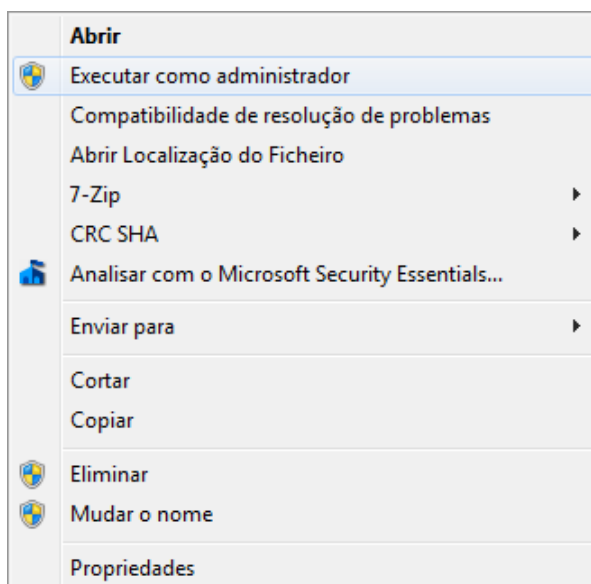 Abrir
Executar como administrador
Compatibilidade de resolução de problemas
Abrir Localização do Ficheiro
7-Zip
CRC SHA
Analisar com o Microsoft Security Essentials...
Enviar para
Cortar
Copiar
Eliminar
Mudar o nome
Propriedades